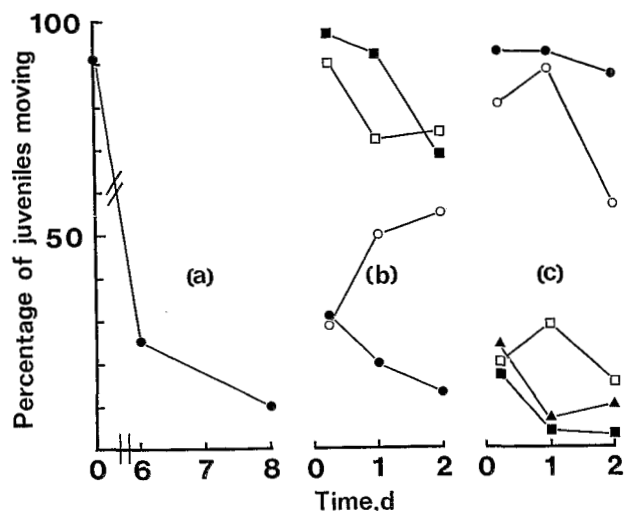 Percentage of juveniles moving
100
50
(a)
(b)
(c)
0 6 7 8
0 1 2
0 1 2
Time,d